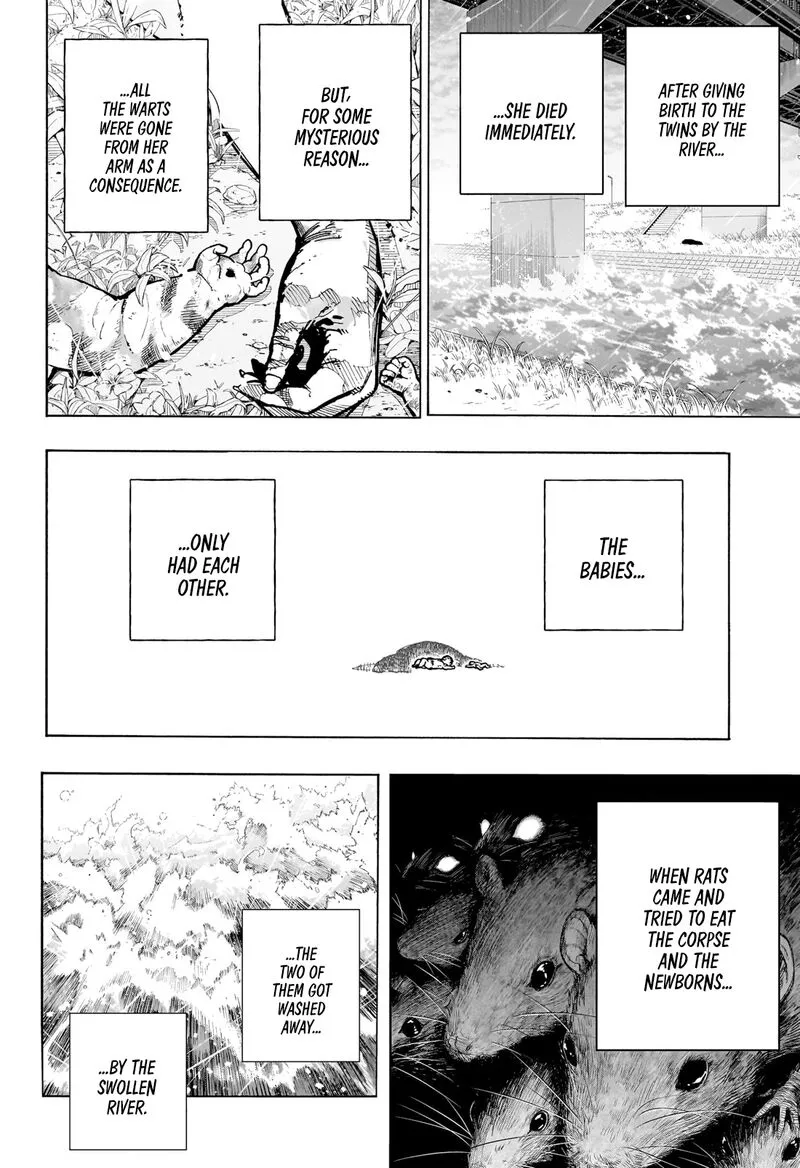 AFTER GIVING
BIRTH TO THE
TWINS BY THE
RIVER...
...SHE DIED
IMMEDIATELY.
BUT,
FOR SOME
MYSTERIOUS
REASON...
...ALL
THE WARTS
WERE GONE
FROM HER
ARM AS A
CONSEQUENCE.
THE
BABIES...
...ONLY
HAD EACH
OTHER.
WHEN RATS
CAME AND
TRIED TO EAT
THE CORPSE
AND THE
NEWBORNS...
...THE
TWO OF
THEM GOT
WASHED
AWAY...
...BY THE
SWOLLEN
RIVER.